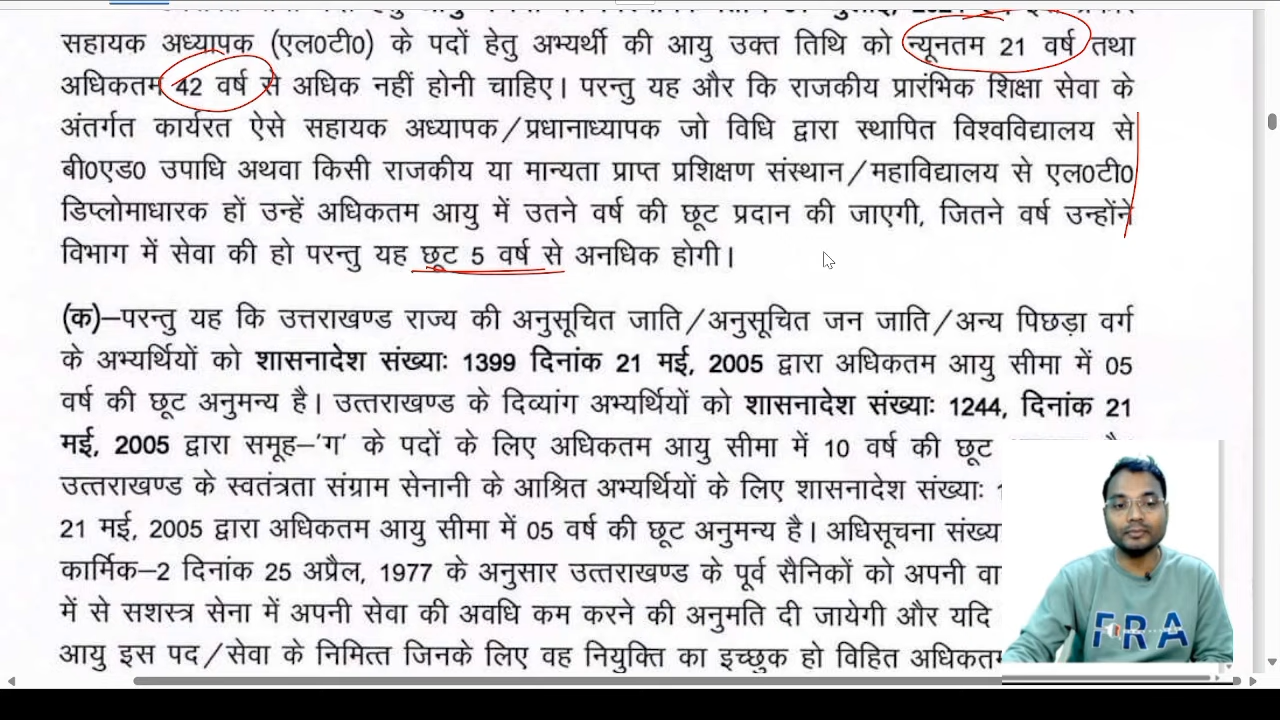 सहायक अध्यापक (एल0टी0) के पदों हेतु अभ्यर्थी की आयु उक्त तिथि को न्यूनतम 21 वर्ष तथा
अधिकतम 42 वर्ष से अधिक नहीं होनी चाहिए। परन्तु यह और कि राजकीय प्रारंभिक शिक्षा सेवा के
अंतर्गत कार्यरत ऐसे सहायक अध्यापक/प्रधानाध्यापक जो विधि द्वारा स्थापित विश्वविद्यालय से
बी0एड0 उपाधि अथवा किसी राजकीय या मान्यता प्राप्त प्रशिक्षण संस्थान/महाविद्यालय से एल0टी0
डिप्लोमाधारक हों उन्हें अधिकतम आयु में उतने वर्ष की छूट प्रदान की जाएगी, जितने वर्ष उन्होंने
विभाग में सेवा की हो परन्तु यह छूट 5 वर्ष से अनधिक होगी।
(क)–परन्तु यह कि उत्तराखण्ड राज्य की अनुसूचित जाति/अनुसूचित जन जाति/अन्य पिछड़ा वर्ग
के अभ्यर्थियों को शासनादेश संख्याः 1399 दिनांक 21 मई, 2005 द्वारा अधिकतम आयु सीमा में 05
वर्ष की छूट अनुमन्य है। उत्तराखण्ड के दिव्यांग अभ्यर्थियों को शासनादेश संख्याः 1244, दिनांक 21
मई, 2005 द्वारा समूह–'ग' के पदों के लिए अधिकतम आयु सीमा में 10 वर्ष की छूट
उत्तराखण्ड के स्वतंत्रता संग्राम सेनानी के आश्रित अभ्यर्थियों के लिए शासनादेश संख्याः
21 मई, 2005 द्वारा अधिकतम आयु सीमा में 05 वर्ष की छूट अनुमन्य है। अधिसूचना संख्या
कार्मिक–2 दिनांक 25 अप्रैल, 1977 के अनुसार उत्तराखण्ड के पूर्व सैनिकों को अपनी
में से सशस्त्र सेना में अपनी सेवा की अवधि कम करने की अनुमति दी जायेगी और यदि
आयु इस पद/सेवा के निमित्त जिनके लिए वह नियुक्ति का इच्छुक हो विहित
FRA